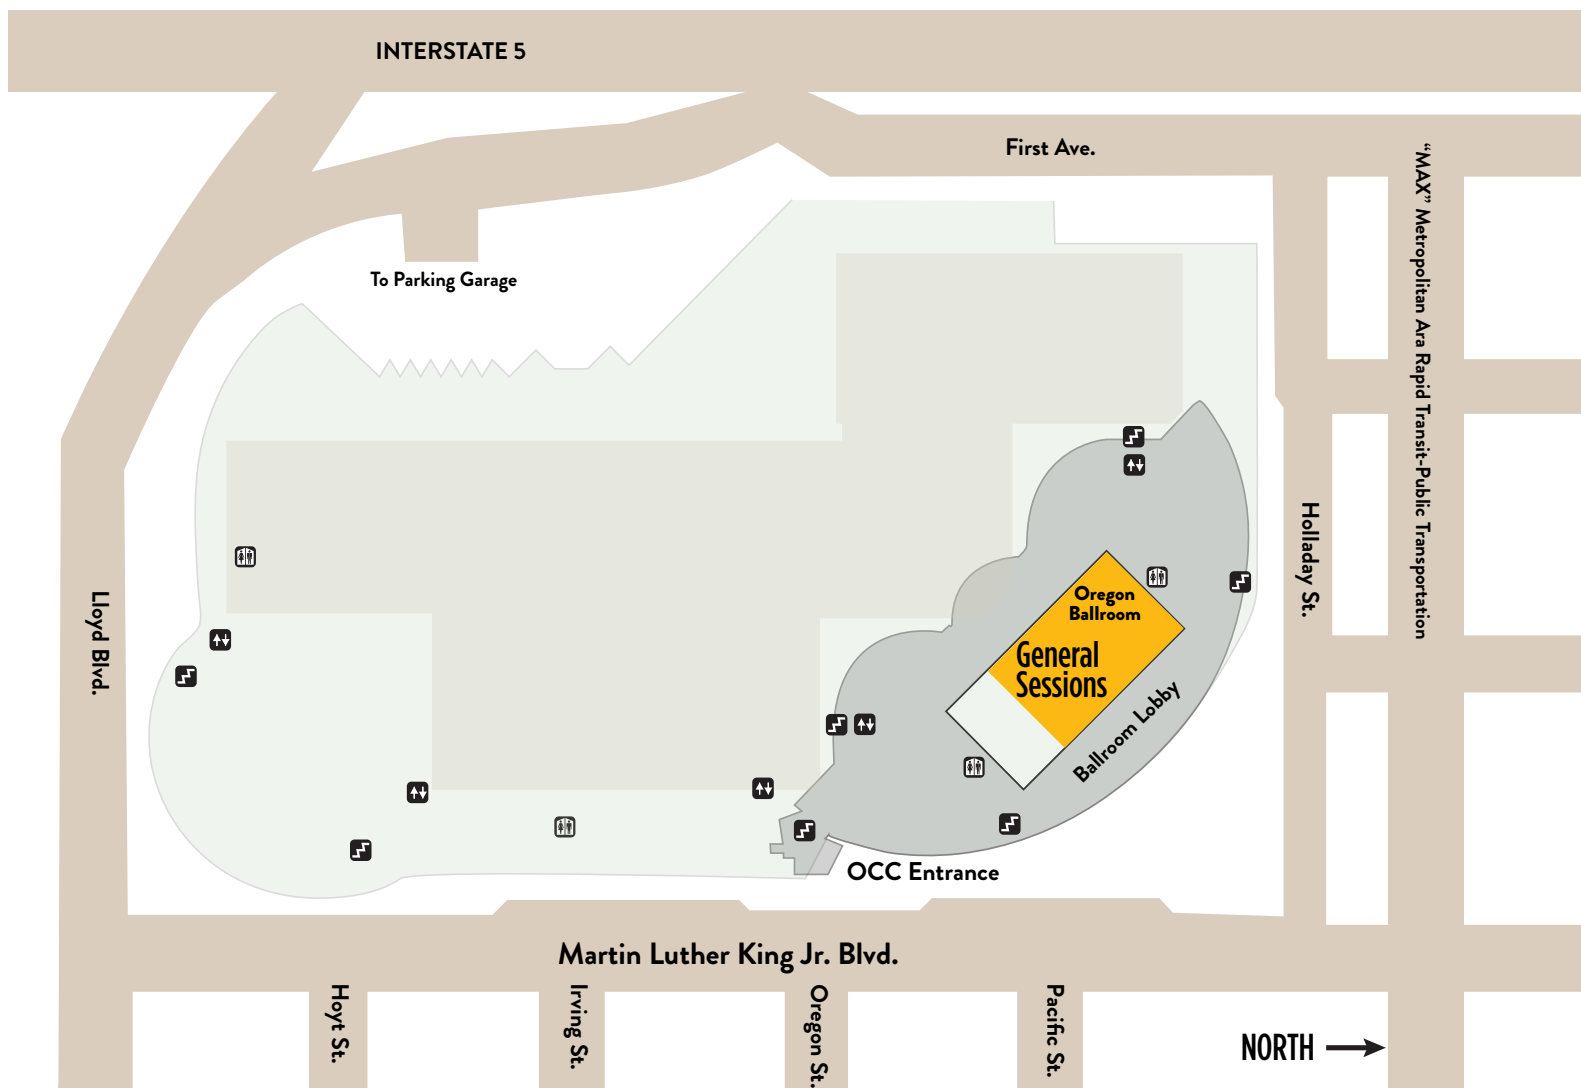 INTERSTATE 5
First Ave.
"MAX" Metropolitan Ara Rapid Transit-Public Transportation
To Parking Garage
Holladay St.
Lloyd Blvd.
Oregon
Ballroom
General
Sessions
Ballroom Lobby
OCC Entrance
Martin Luther King Jr. Blvd.
Hoyt St.
Irving St.
Oregon St.
Pacific St.
NORTH